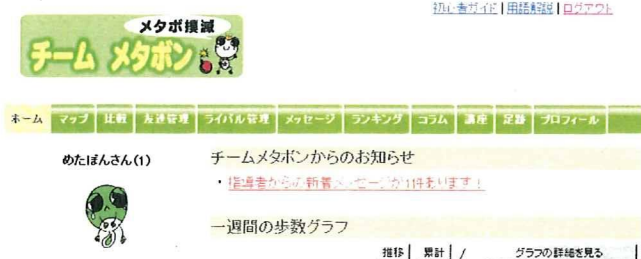 初心者ガイド | 用語解説 | ログアウト
メタボ撲滅
チーム メタボン
ホーム マップ 比較 友達管理 ライバル管理 メッセージ ランキング コラム 講座 足跡 プロフィール
めたぼんさん(1)
チームメタボンからのお知らせ
・指導者からの新着メッセージが1件あります!
一週間の歩数グラフ
推移 | 累計 | / グラフの詳細を見る